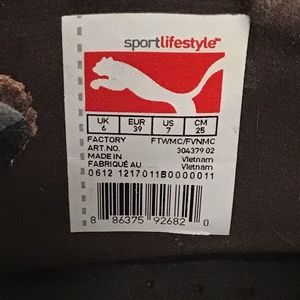 sportlifestyle™
UK EUR US CM
6 39 7 25
FACTORY FTWMC/FVNMC
ART.NO. 304379 02
MADE IN Vietnam
FABRIQUÉ AU Vietnam
0612 1217011B0000011
8 86375 92682 0